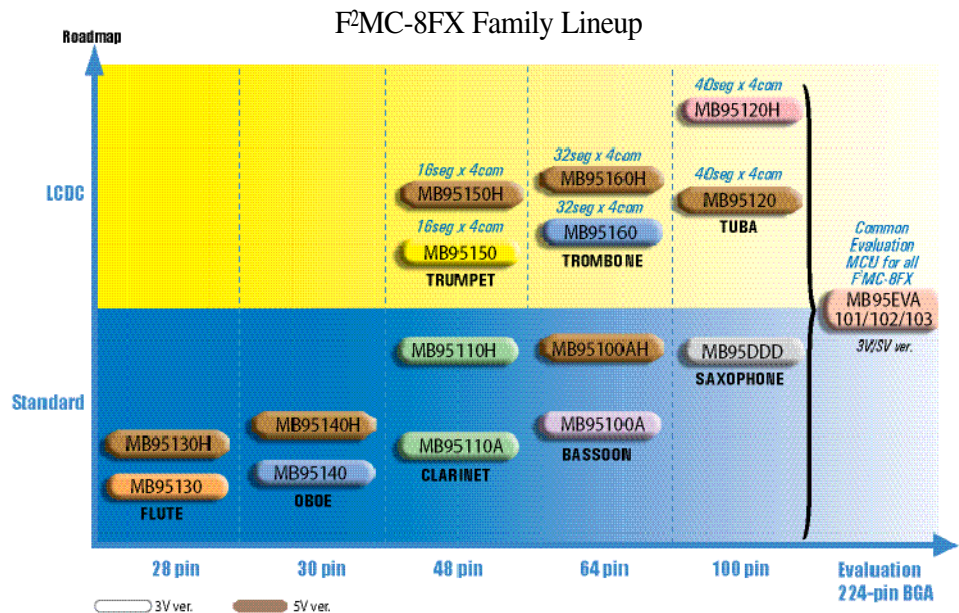 F²MC-8FX Family Lineup
Roadmap
40seg x 4com
MB95120H
LCDC
16seg x 4com
MB95150H
32seg x 4com
MB95160H
40seg x 4com
MB95120
TUBA
16seg x 4com
MB95150
TRUMPET
32seg x 4com
MB95160
TROMBONE
Common
Evaluation
MCU for all
F²MC-8FX
MB95EVA
101/102/103
3V/5V ver.
Standard
MB95110H
MB95100AH
MB95DDD
SAXOPHONE
MB95130H
MB95130
FLUTE
MB95140H
MB95140
OBOE
MB95110A
CLARINET
MB95100A
BASSOON
28 pin
30 pin
48 pin
64 pin
100 pin
Evaluation
224-pin BGA
3V ver.
5V ver.